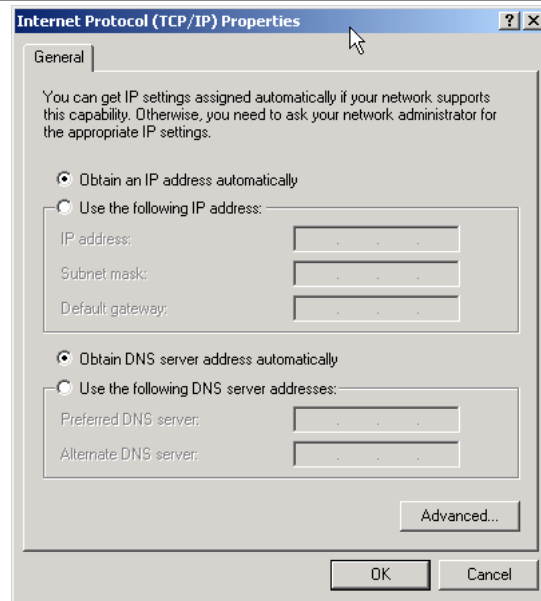 Internet Protocol (TCP/IP) Properties
General
You can get IP settings assigned automatically if your network supports
this capability. Otherwise, you need to ask your network administrator for
the appropriate IP settings.
Obtain an IP address automatically
Use the following IP address:
IP address:
Subnet mask:
Default gateway:
Obtain DNS server address automatically
Use the following DNS server addresses:
Preferred DNS server:
Alternate DNS server:
Advanced...
OK Cancel